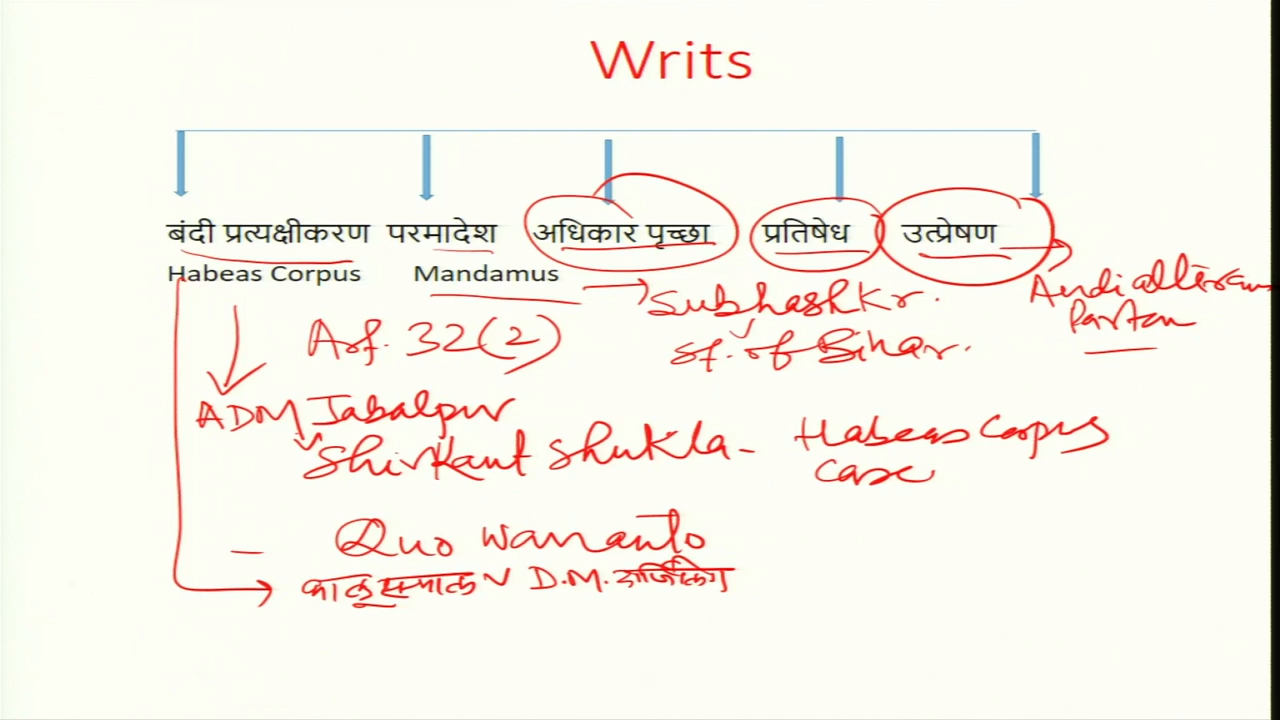 Writs
बंदी प्रत्यक्षीकरण परमादेश अधिकार पृच्छा प्रतिषेध उत्प्रेषण
Habeas Corpus Mandamus
Subhash Kr.
v st. of Bihar.
Audi alteram
Partam
Art. 32(2)
ADM Jabalpur
v Shivkant Shukla - Habeas Corpus
Case
- Quo Warranto
v D.M. दार्जिलिंग